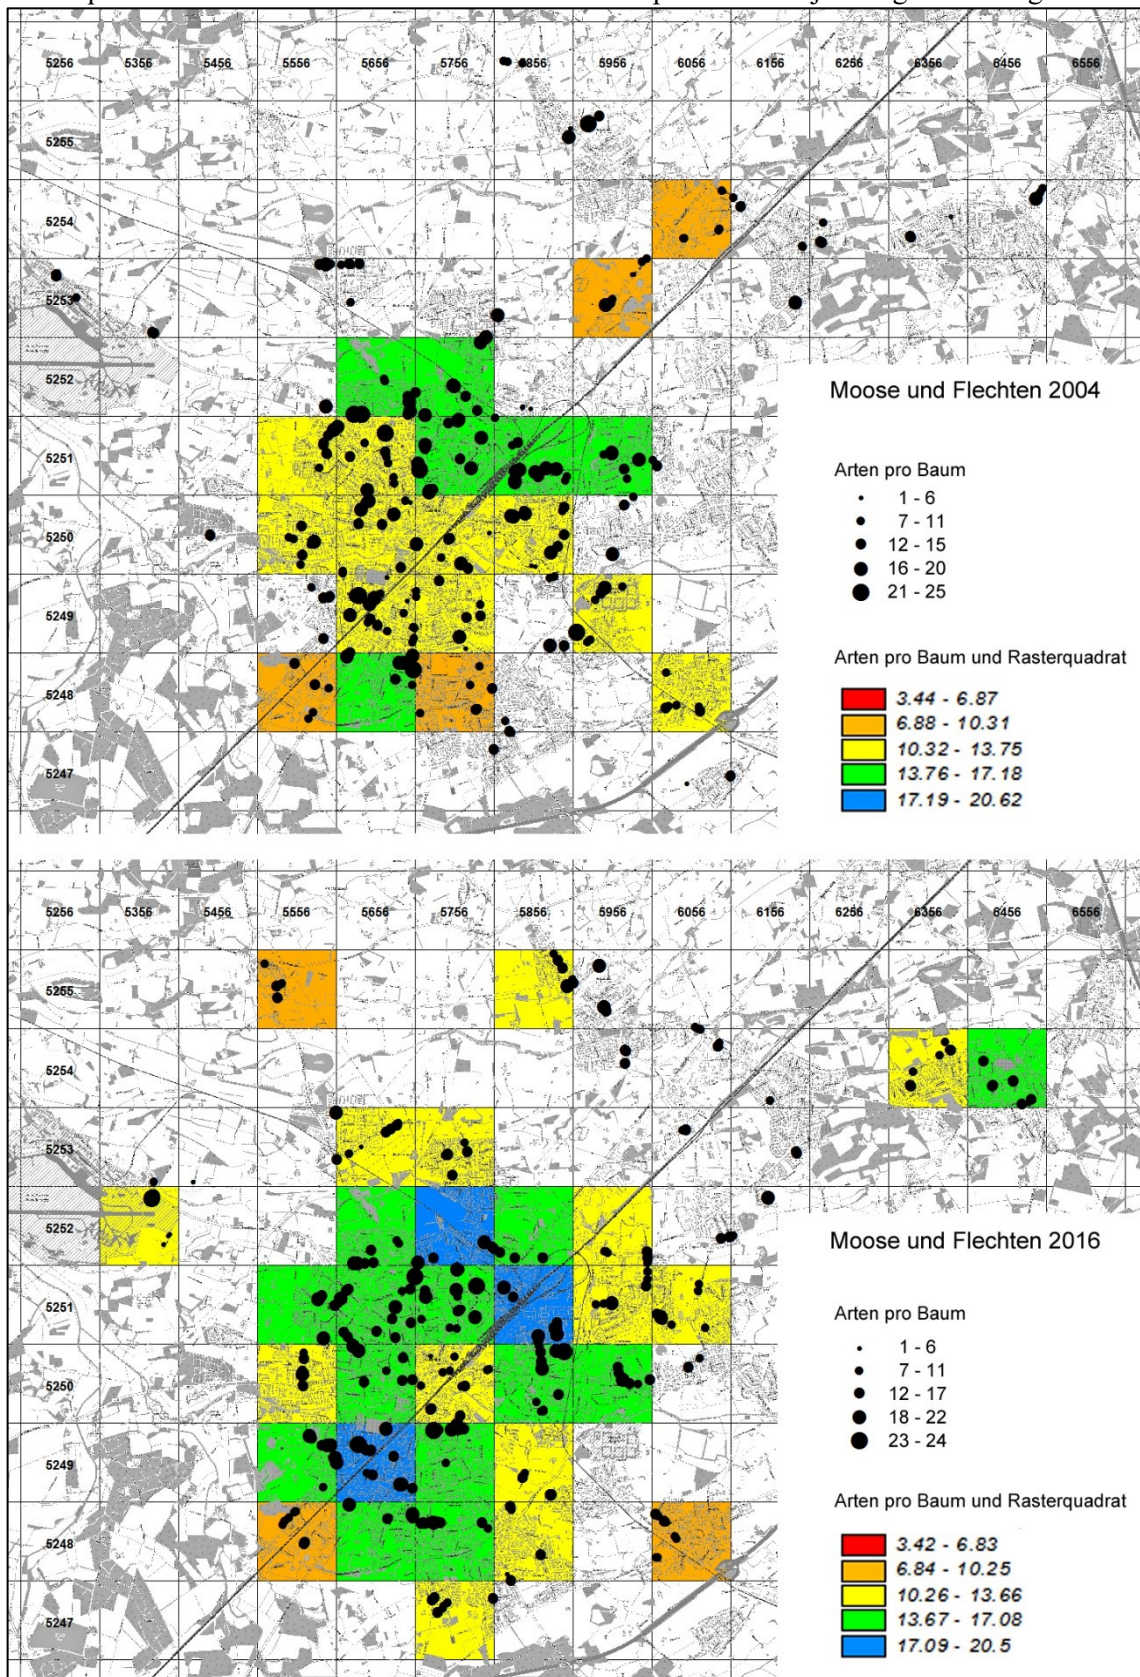 5256 5356 5456 5556 5656 5756 5856 5956 6056 6156 6256 6356 6456 6556
5255
5254
5253
5252
5251
5250
5249
5248
5247
Moose und Flechten 2004
Arten pro Baum
1 - 6
7 - 11
12 - 15
16 - 20
21 - 25
Arten pro Baum und Rasterquadrat
3.44 - 6.87
6.88 - 10.31
10.32 - 13.75
13.76 - 17.18
17.19 - 20.62
5256 5356 5456 5556 5656 5756 5856 5956 6056 6156 6256 6356 6456 6556
5255
5254
5253
5252
5251
5250
5249
5248
5247
Moose und Flechten 2016
Arten pro Baum
1 - 6
7 - 11
12 - 17
18 - 22
23 - 24
Arten pro Baum und Rasterquadrat
3.42 - 6.83
6.84 - 10.25
10.26 - 13.66
13.67 - 17.08
17.09 - 20.5